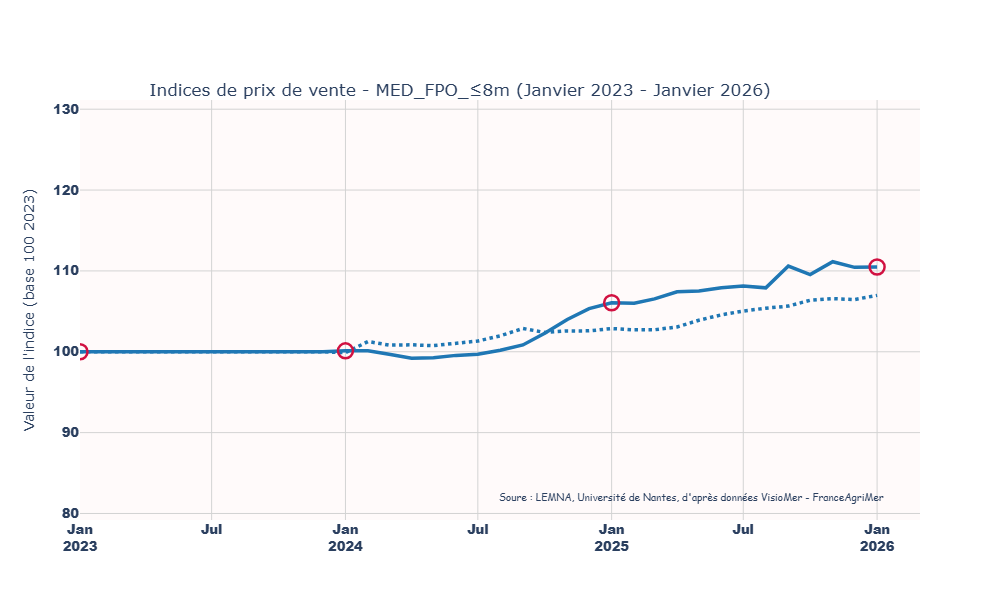 Indices de prix de vente - MED_FPO_≤8m (Janvier 2023 - Janvier 2026)
Valeur de l'indice (base 100 2023)
130
120
110
100
90
80
Soure : LEMNA, Université de Nantes, d'après données VisioMer - FranceAgriMer
Jan
2023
Jul
Jan
2024
Jul
Jan
2025
Jul
Jan
2026